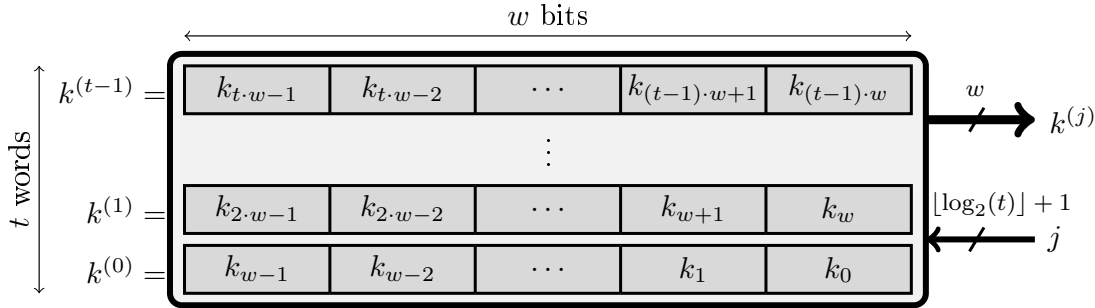 w bits
t words
k^{(t−1)} = k_{t·w−1} k_{t·w−2} ⋯ k_{(t−1)·w+1} k_{(t−1)·w}
w
k^{(j)}
⋮
k^{(1)} = k_{2·w−1} k_{2·w−2} ⋯ k_{w+1} k_w
⌊log_2(t)⌋ + 1
j
k^{(0)} = k_{w−1} k_{w−2} ⋯ k_1 k_0